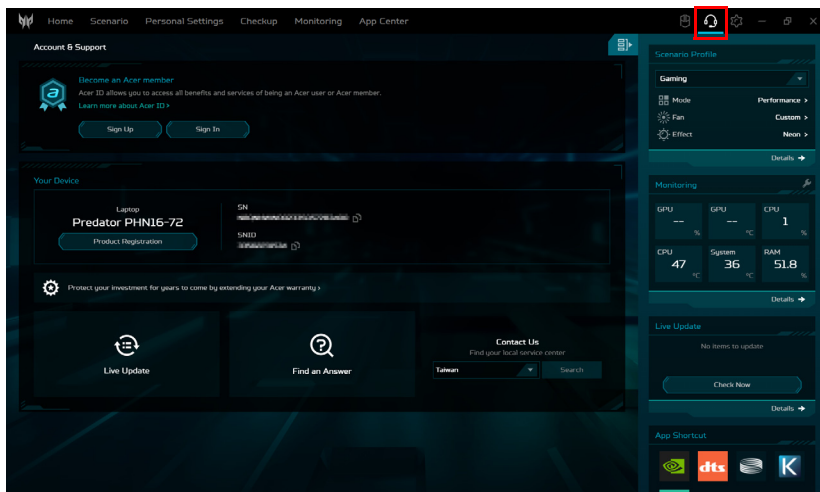 Home Scenario Personal Settings Checkup Monitoring App Center
Account & Support
Become an Acer member
Acer ID allows you to access all benefits and services of being an Acer user or Acer member.
Learn more about Acer ID >
Sign Up Sign In
Your Device
Laptop
Predator PHN16-72
Product Registration
SN
SNID
Protect your investment for years to come by extending your Acer warranty >
Live Update
Find an Answer
Contact Us
Find your local service center
Taiwan Search
Scenario Profile
Gaming
Mode Performance >
Fan Custom >
Effect Neon >
Details →
Monitoring
GPU GPU CPU
-- -- 1
% °C %
CPU System RAM
47 36 51.8
°C °C %
Details →
Live Update
No items to update
Check Now
Details →
App Shortcut
dts K